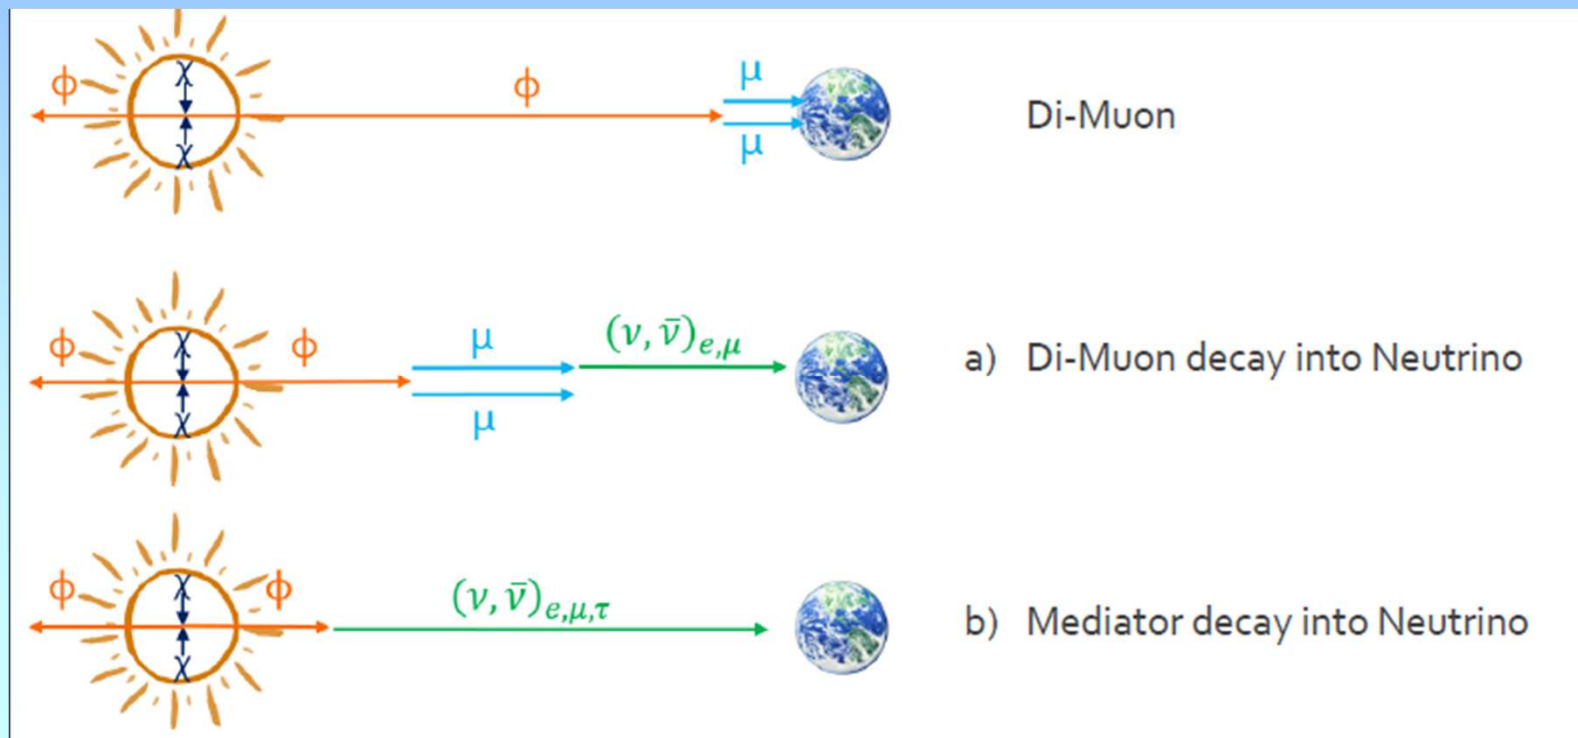 ϕ χ ϕ μ
Di-Muon
χ μ
ϕ χ ϕ μ (ν, ν̄)e,μ
a) Di-Muon decay into Neutrino
χ μ
ϕ χ ϕ (ν, ν̄)e,μ,τ
b) Mediator decay into Neutrino
χ